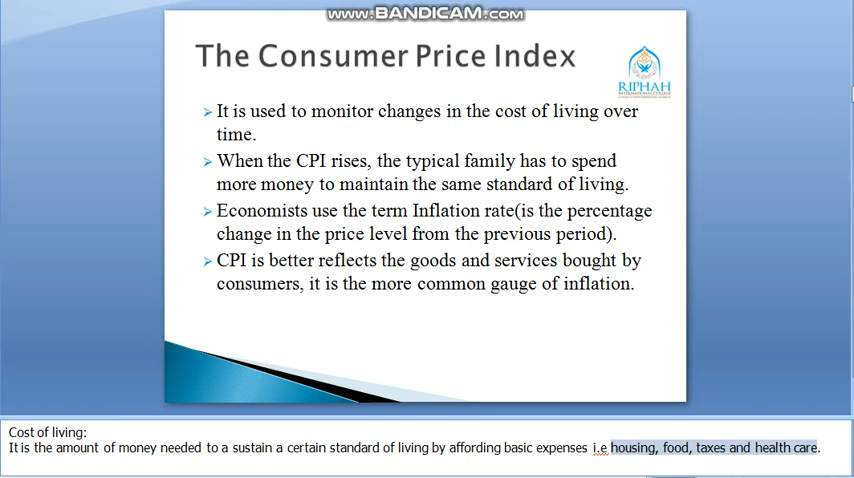 www.BANDICAM.com
The Consumer Price Index
RIPHAH
INTERNATIONAL COLLEGE
It is used to monitor changes in the cost of living over
time.
When the CPI rises, the typical family has to spend
more money to maintain the same standard of living.
Economists use the term Inflation rate(is the percentage
change in the price level from the previous period).
CPI is better reflects the goods and services bought by
consumers, it is the more common gauge of inflation.
Cost of living:
It is the amount of money needed to a sustain a certain standard of living by affording basic expenses i.e housing, food, taxes and health care.